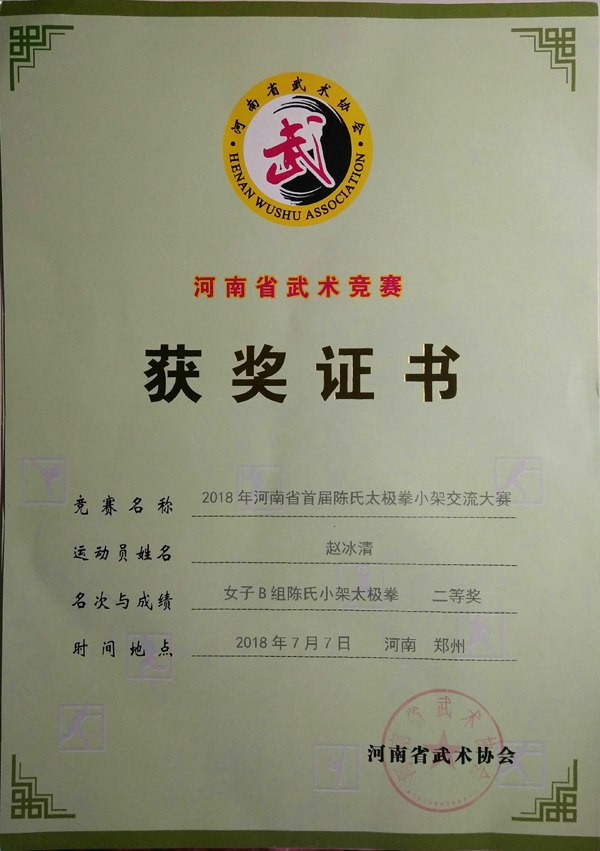 河南省武术协会
武
HENAN WUSHU ASSOCIATION
河南省武术竞赛
获奖证书
竞赛名称 2018年河南省首届陈氏太极拳小架交流大赛
运动员姓名 赵冰清
名次与成绩 女子B组陈氏小架太极拳 二等奖
时间地点 2018年7月7日 河南 郑州
河南省武术协会